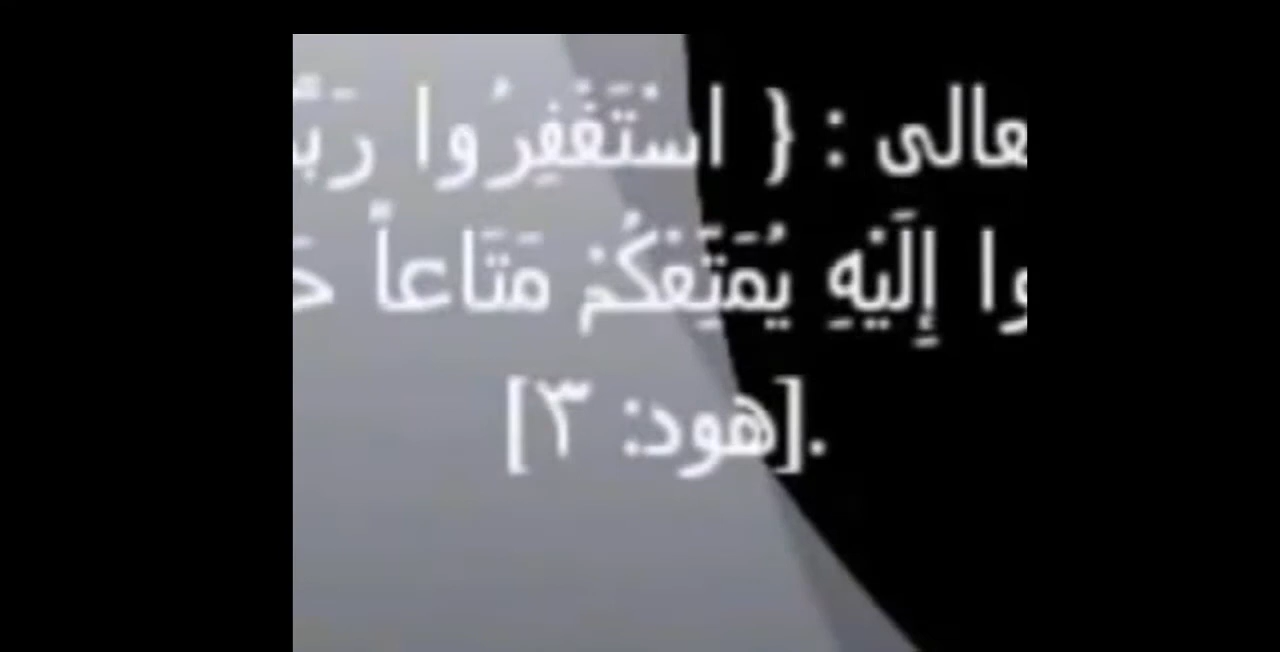 عالى : { اسْتَغْفِرُوا رَبَّ
وا إِلَيْهِ يُمَتِّعْكُمْ مَتَاعاً حَ
[هود: ٣].